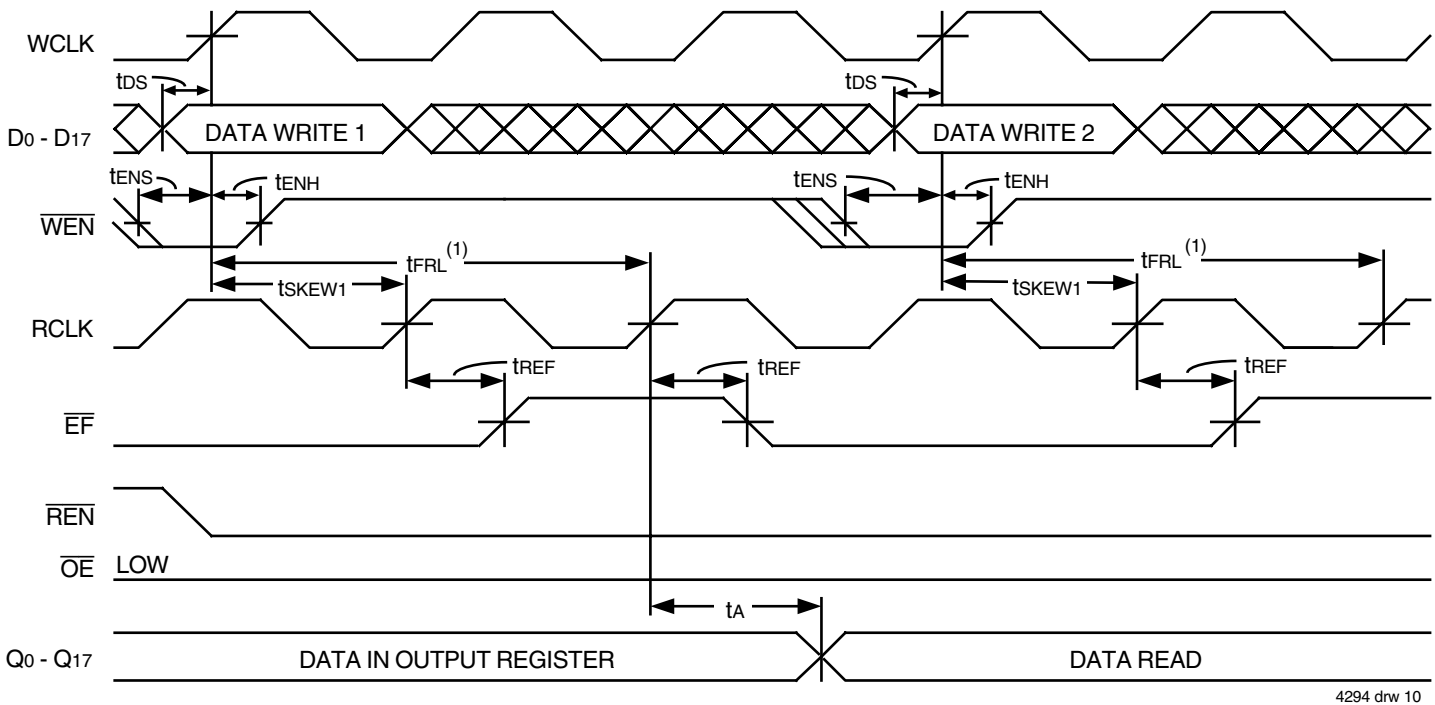 WCLK
tDS tDS
D0 - D17 DATA WRITE 1 DATA WRITE 2
tENS tENH tENS tENH
WEN
tFRL(1) tFRL(1)
tSKEW1 tSKEW1
RCLK
tREF tREF tREF
EF
REN
OE LOW
tA
Q0 - Q17 DATA IN OUTPUT REGISTER DATA READ
4294 drw 10